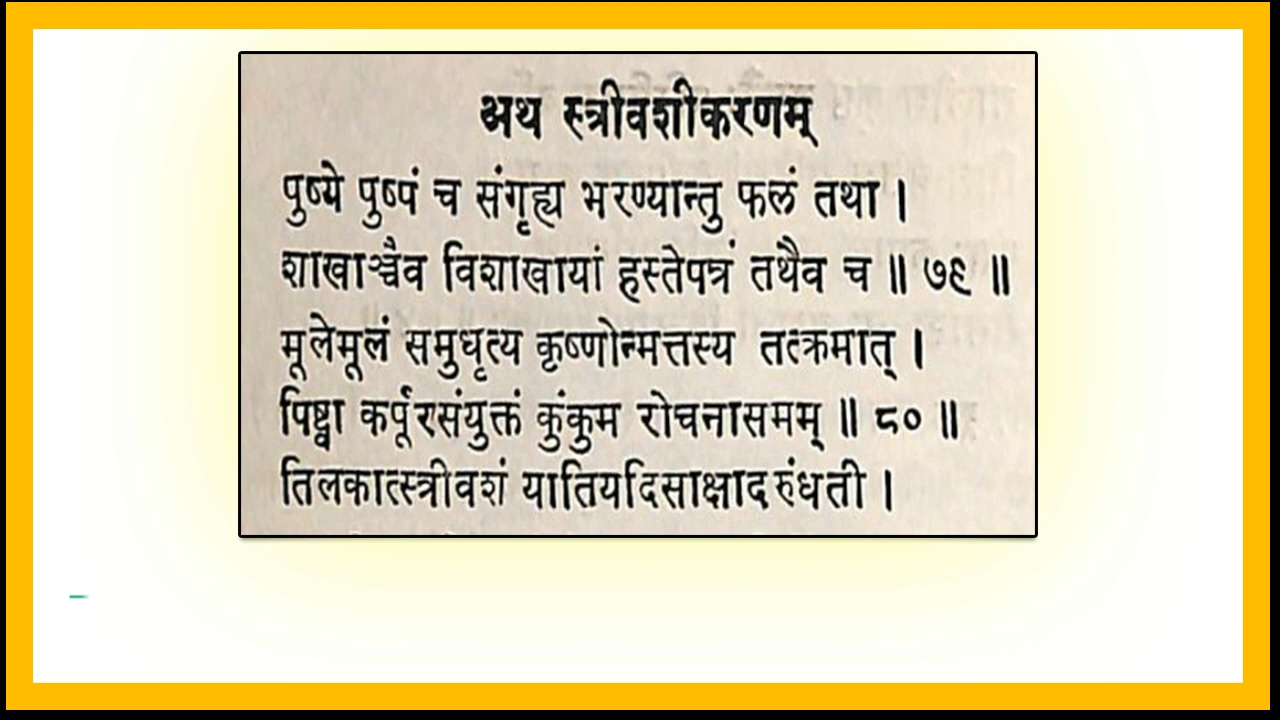 अथ स्त्रीवशीकरणम्
पुष्ये पुष्पं च संगृह्य भरण्यान्तु फलं तथा ।
शाखाश्चैव विशाखायां हस्तेपत्रं तथैव च ॥ ७९ ॥
मूलेमूलं समुधृत्य कृष्णोन्मत्तस्य तत्क्रमात् ।
पिष्ट्वा कर्पूरसंयुक्तं कुंकुम रोचनासमम् ॥ ८० ॥
तिलकात्स्त्रीवशं यातियदिसाक्षादरुंधती ।